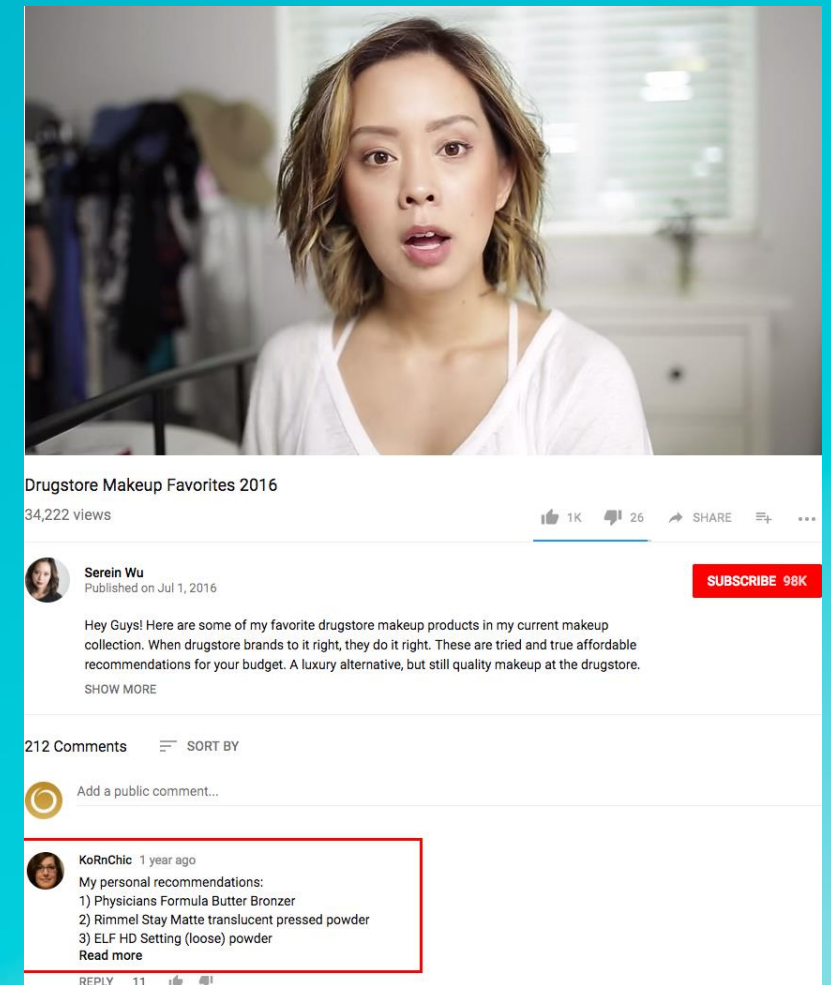 Drugstore Makeup Favorites 2016
34,222 views
1K 26 SHARE
Serein Wu
Published on Jul 1, 2016
SUBSCRIBE 98K
Hey Guys! Here are some of my favorite drugstore makeup products in my current makeup
collection. When drugstore brands to it right, they do it right. These are tried and true affordable
recommendations for your budget. A luxury alternative, but still quality makeup at the drugstore.
SHOW MORE
212 Comments SORT BY
Add a public comment...
KoRnChic 1 year ago
My personal recommendations:
1) Physicians Formula Butter Bronzer
2) Rimmel Stay Matte translucent pressed powder
3) ELF HD Setting (loose) powder
Read more
REPLY 11